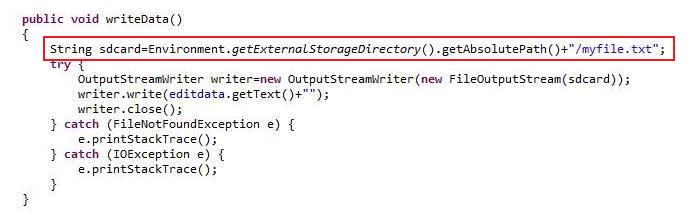 public void writeData()
{
String sdcard=Environment.getExternalStorageDirectory().getAbsolutePath()+"/myfile.txt";
try {
OutputStreamWriter writer=new OutputStreamWriter(new FileOutputStream(sdcard));
writer.write(editdata.getText()+"");
writer.close();
} catch (FileNotFoundException e) {
e.printStackTrace();
} catch (IOException e) {
e.printStackTrace();
}
}